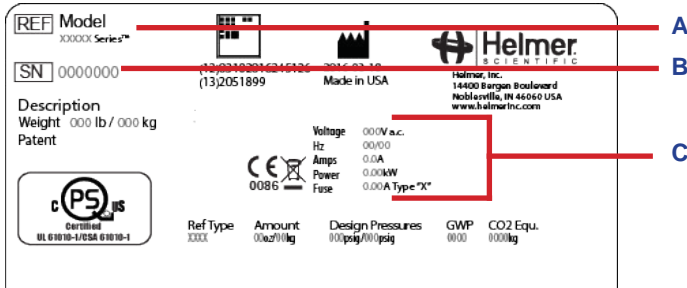 REF Model
XXXXX Series™
A
SN 0000000
B
(13)2051899
Made in USA
Helmer
SCIENTIFIC
Helmer, Inc.
14400 Bergen Boulevard
Noblesville, IN 46060 USA
www.helmerinc.com
Description
Weight 000 lb / 000 kg
Patent
Voltage 000V a.c.
Hz 00/00
Amps 0.0A
Power 0.00kW
Fuse 0.00A Type "X"
C
CE
0086
c PS us
Certified
UL 61010-1/CSA 61010-1
Ref Type Amount Design Pressures GWP CO2 Equ.
XXXX 00oz/00kg 000psig/000psig 0000 0000kg